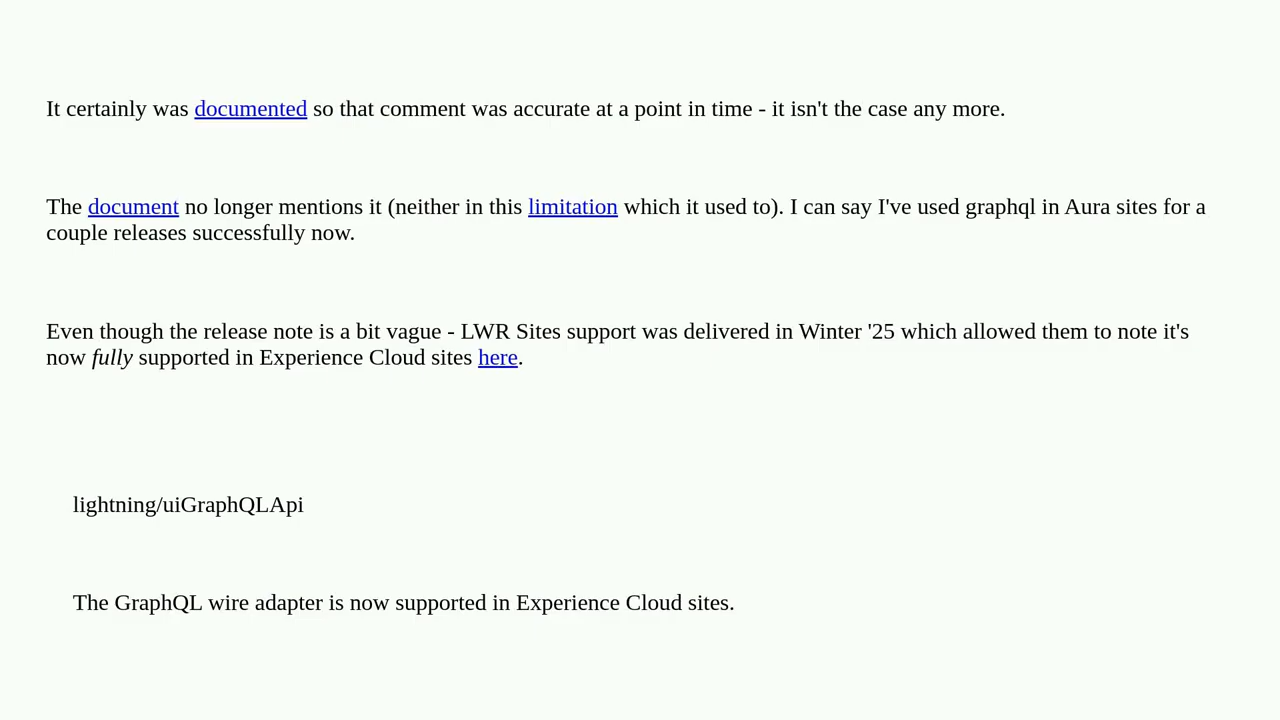 It certainly was documented so that comment was accurate at a point in time - it isn't the case any more.
The document no longer mentions it (neither in this limitation which it used to). I can say I've used graphql in Aura sites for a
couple releases successfully now.
Even though the release note is a bit vague - LWR Sites support was delivered in Winter '25 which allowed them to note it's
now fully supported in Experience Cloud sites here.
lightning/uiGraphQLApi
The GraphQL wire adapter is now supported in Experience Cloud sites.